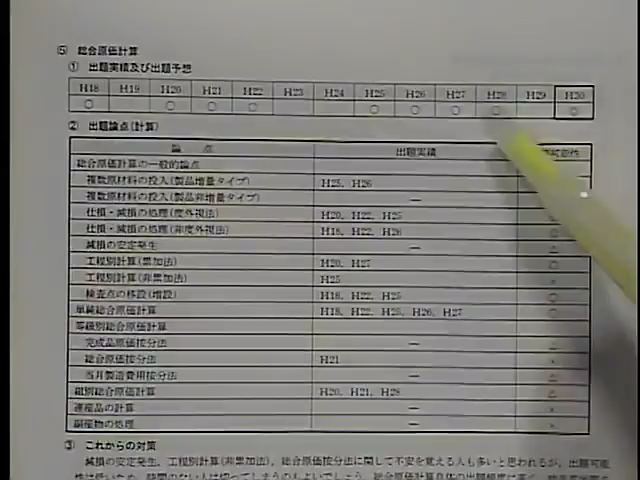 ⑸ 総合原価計算
① 出題実績及び出題予想
H18 H19 H20 H21 H22 H23 H24 H25 H26 H27 H28 H29 H30
○ ○ ○ ○ ○ ○ ○ ○ ○
② 出題論点(計算)
論 点 出題実績
総合原価計算の一般的論点
複数原材料の投入(製品増量タイプ) H25、H26
複数原材料の投入(製品非増量タイプ) ―
仕損・減損の処理(度外視法) H20、H22、H25
仕損・減損の処理(非度外視法) H18、H22、H26 ○
減損の安定発生 ― △
工程別計算(累加法) H20、H27 ○
工程別計算(非累加法) H25 ×
検査点の移設(増設) H18、H22、H25 ○
単純総合原価計算 H18、H22、H25、H26、H27 ○
等級別総合原価計算
完成品原価按分法 ― △
総合原価按分法 H21 ×
当月製造費用按分法 ― △
組別総合原価計算 H20、H21、H28 △
連産品の計算 ― ×
副産物の処理 ― ×
③ これからの対策
減損の安定発生、工程別計算(非累加法)、総合原価按分法に関して不安を覚える人も多いと思われるが、出題可能